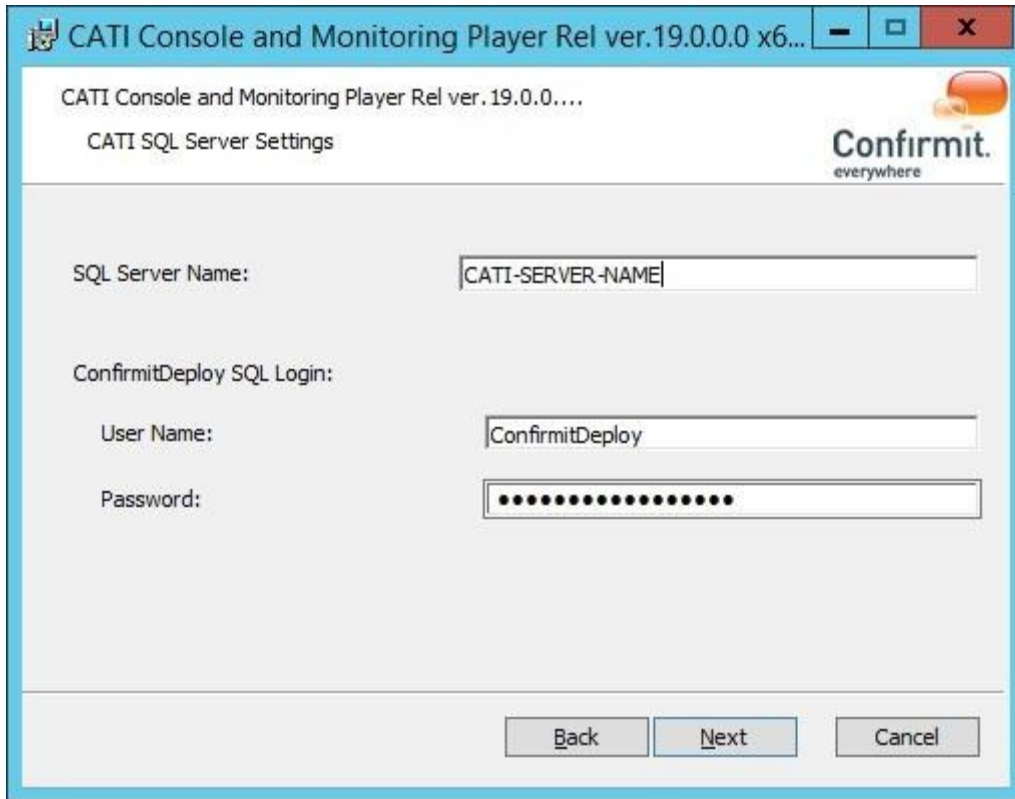 CATI Console and Monitoring Player Rel ver.19.0.0.0 x6...
CATI Console and Monitoring Player Rel ver.19.0.0....
CATI SQL Server Settings
Confirmit.
everywhere
SQL Server Name:
CATI-SERVER-NAME
ConfirmitDeploy SQL Login:
User Name:
ConfirmitDeploy
Password:
•••••••••••••••••
Back
Next
Cancel